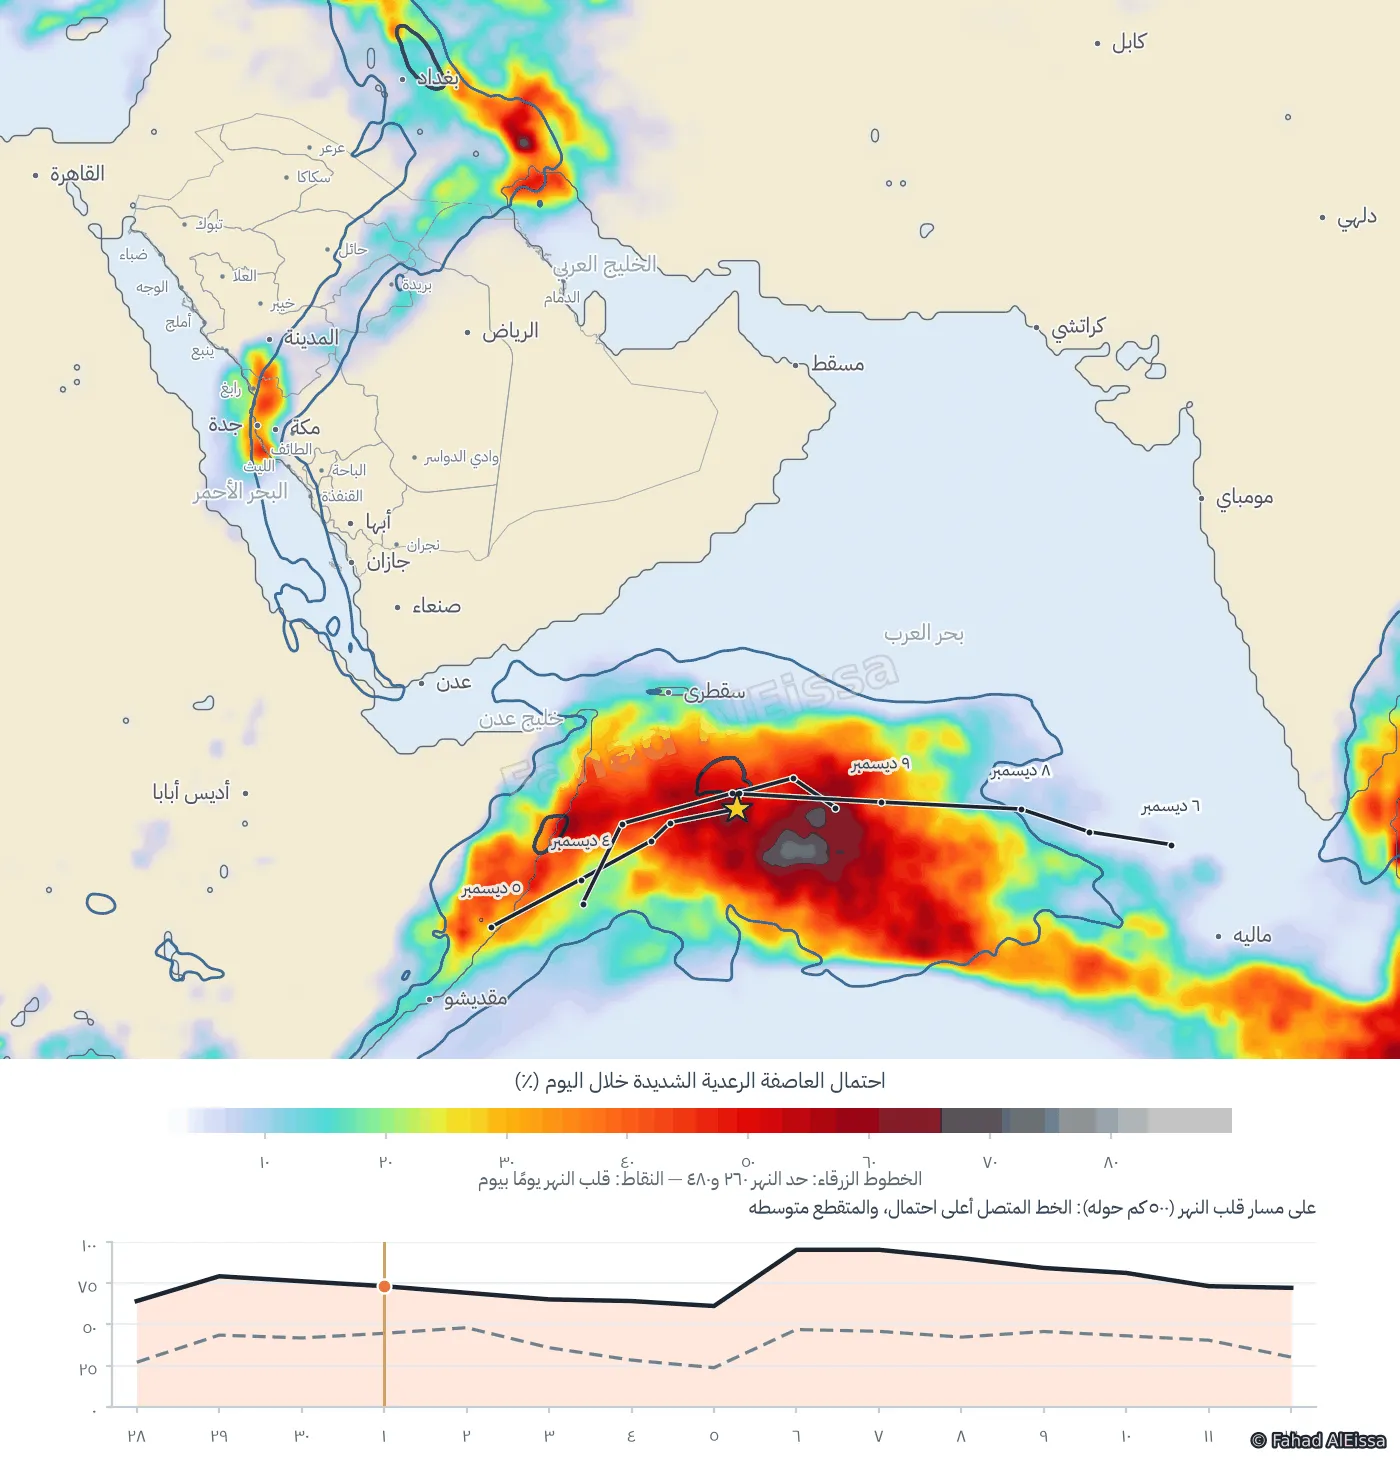 كابل
بغداد
عرعر
القاهرة
سكاكا
دلهي
تبوك
ضباء
حائل
الخليج العربي
العلا
الوجه
بريدة
الدمام
خيبر
أملج
كراتشي
المدينة
الرياض
ينبع
مسقط
رابغ
جدة
مكة
الطائف
وادي الدواسر
الليث
الباحة
البحر الأحمر
القنفذة
مومباي
أبها
نجران
جازان
صنعاء
بحر العرب
عدن
سقطرى
خليج عدن
Fahad AlEissa
٩ ديسمبر
٨ ديسمبر
أديس أبابا
٦ ديسمبر
٤ ديسمبر
٥ ديسمبر
ماليه
مقديشو
احتمال العاصفة الرعدية الشديدة خلال اليوم (٪)
١٠ ٢٠ ٣٠ ٤٠ ٥٠ ٦٠ ٧٠ ٨٠
الخطوط الزرقاء: حد النهر ٢٦٠ و٤٨٠ — النقاط: قلب النهر يومًا بيوم
على مسار قلب النهر (٥٠٠ كم حوله): الخط المتصل أعلى احتمال، والمتقطع متوسطه
١٠٠
٧٥
٥٠
٢٥
٠
٢٨ ٢٩ ٣٠ ١ ٢ ٣ ٤ ٥ ٦ ٧ ٨ ٩ ١٠ ١١
© Fahad AlEissa